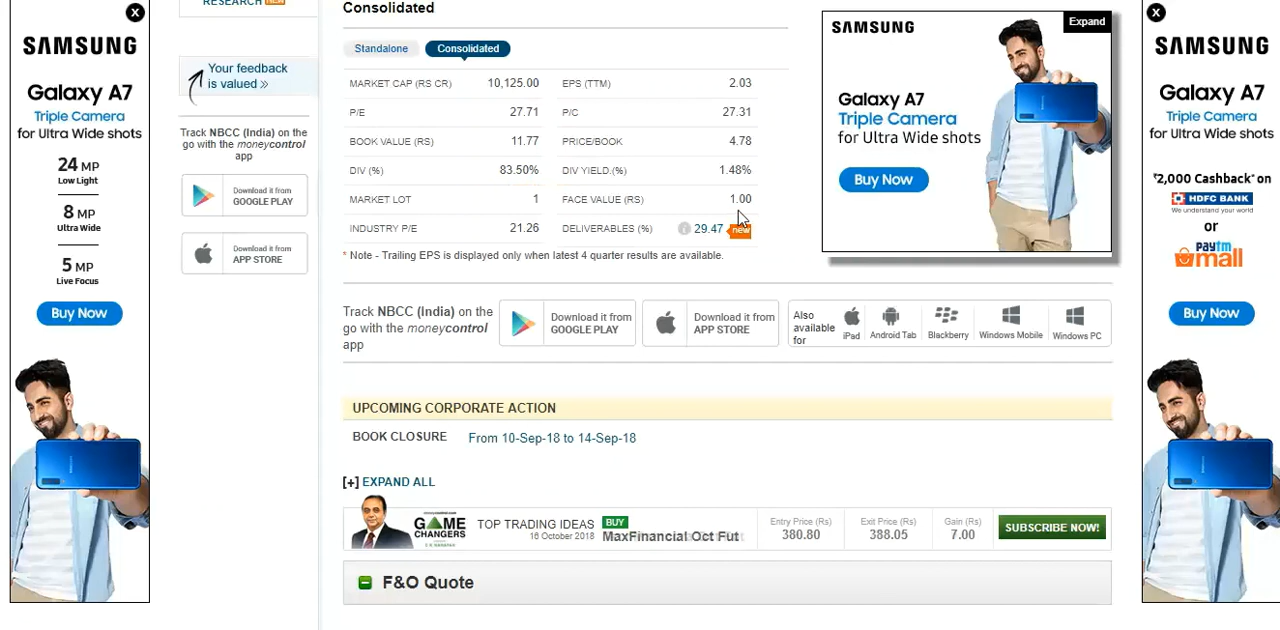 SAMSUNG
Galaxy A7
Triple Camera
for Ultra Wide shots
24 MP
Low Light
8 MP
Ultra Wide
5 MP
Live Focus
Buy Now
RESEARCH NEW
Your feedback
is valued »
Track NBCC (India) on the
go with the moneycontrol
app
Download it from
GOOGLE PLAY
Download it from
APP STORE
Consolidated
Standalone Consolidated
MARKET CAP (RS CR) 10,125.00 EPS (TTM) 2.03
P/E 27.71 P/C 27.31
BOOK VALUE (RS) 11.77 PRICE/BOOK 4.78
DIV (%) 83.50% DIV YIELD.(%) 1.48%
MARKET LOT 1 FACE VALUE (RS) 1.00
INDUSTRY P/E 21.26 DELIVERABLES (%) i 29.47 new
* Note - Trailing EPS is displayed only when latest 4 quarter results are available.
SAMSUNG
Expand
Galaxy A7
Triple Camera
for Ultra Wide shots
Buy Now
Track NBCC (India) on the
go with the moneycontrol
app
Download it from
GOOGLE PLAY
Download it from
APP STORE
Also
available
for
iPad Android Tab Blackberry Windows Mobile Windows PC
UPCOMING CORPORATE ACTION
BOOK CLOSURE From 10-Sep-18 to 14-Sep-18
[+] EXPAND ALL
GAME
CHANGERS
TOP TRADING IDEAS BUY
16 October 2018 MaxFinancial Oct Fut
Entry Price (Rs) Exit Price (Rs) Gain (Rs)
380.80 388.05 7.00
SUBSCRIBE NOW!
F&O Quote
X
SAMSUNG
Galaxy A7
Triple Camera
for Ultra Wide shots
₹2,000 Cashback* on
HDFC BANK
We understand your world
or
paytm
mall
Buy Now